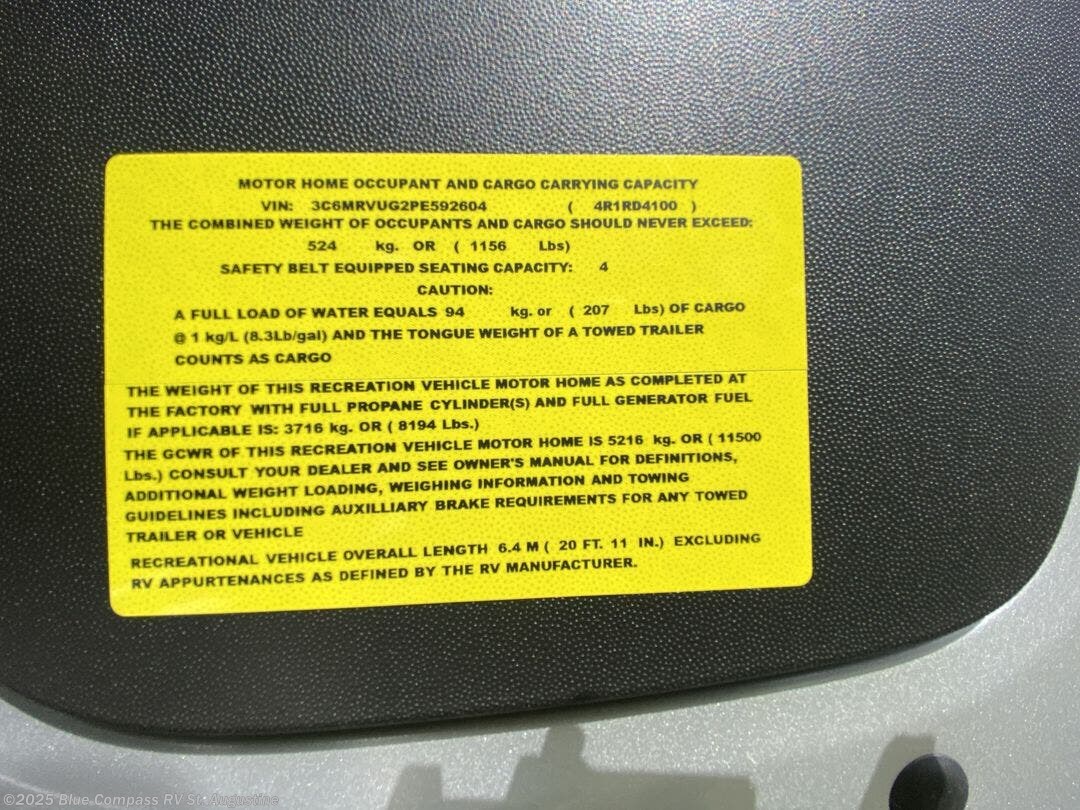 MOTOR HOME OCCUPANT AND CARGO CARRYING CAPACITY
VIN: 3C6MRVUG2PE592604 ( 4R1RD4100 )
THE COMBINED WEIGHT OF OCCUPANTS AND CARGO SHOULD NEVER EXCEED:
524 kg. OR ( 1156 Lbs)
SAFETY BELT EQUIPPED SEATING CAPACITY: 4
CAUTION:
A FULL LOAD OF WATER EQUALS 94 kg. or ( 207 Lbs) OF CARGO
@ 1 kg/L (8.3Lb/gal) AND THE TONGUE WEIGHT OF A TOWED TRAILER
COUNTS AS CARGO
THE WEIGHT OF THIS RECREATION VEHICLE MOTOR HOME AS COMPLETED AT
THE FACTORY WITH FULL PROPANE CYLINDER(S) AND FULL GENERATOR FUEL
IF APPLICABLE IS: 3716 kg. OR ( 8194 Lbs.)
THE GCWR OF THIS RECREATION VEHICLE MOTOR HOME IS 5216 kg. OR ( 11500
Lbs.) CONSULT YOUR DEALER AND SEE OWNER'S MANUAL FOR DEFINITIONS,
ADDITIONAL WEIGHT LOADING, WEIGHING INFORMATION AND TOWING
GUIDELINES INCLUDING AUXILLIARY BRAKE REQUIREMENTS FOR ANY TOWED
TRAILER OR VEHICLE
RECREATIONAL VEHICLE OVERALL LENGTH 6.4 M ( 20 FT. 11 IN.) EXCLUDING
RV APPURTENANCES AS DEFINED BY THE RV MANUFACTURER.
©2025 Blue Compass RV St. Augustine